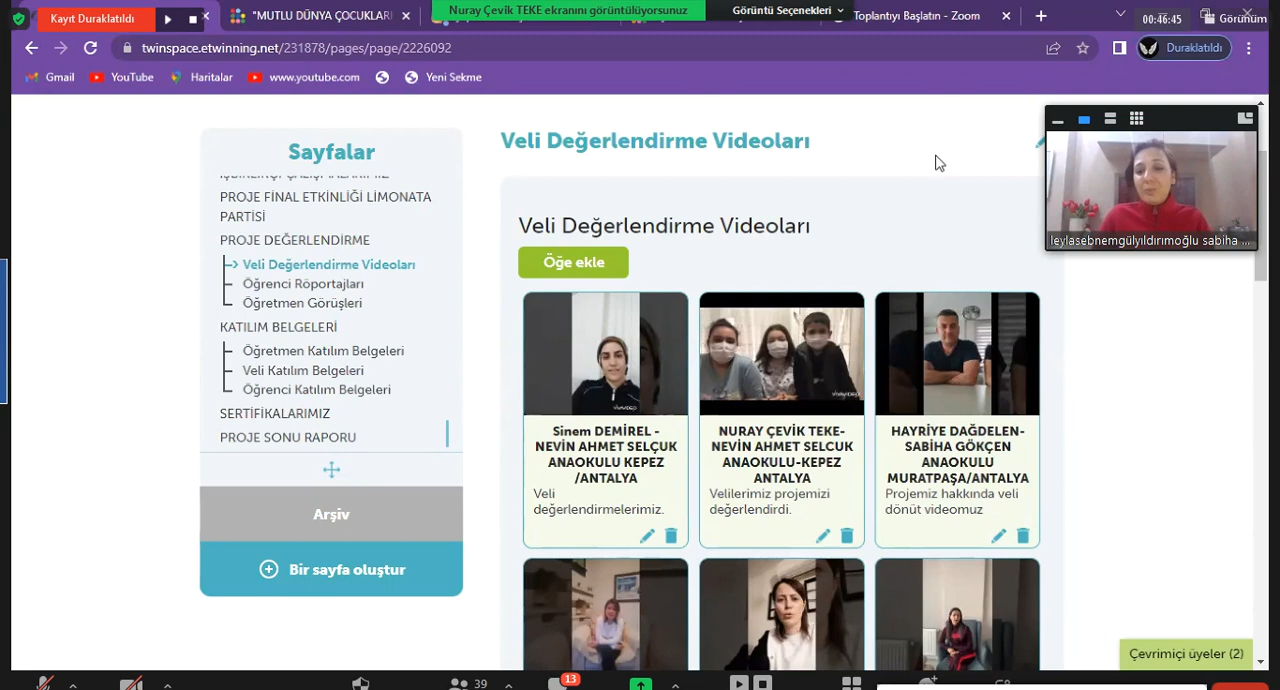 Kayıt Duraklatıldı
"MUTLU DÜNYA ÇOCUKLARI
Nuray Çevik TEKE ekranını görüntülüyorsunuz
Görüntü Seçenekleri
Toplantıyı Başlatın - Zoom
00:46:45
Görünüm
twinspace.etwinning.net/231878/pages/page/2226092
Duraklatıldı
Gmail
YouTube
Haritalar
www.youtube.com
Yeni Sekme
Sayfalar
PROJE FİNAL ETKİNLİĞİ LİMONATA
PARTİSİ
PROJE DEĞERLENDİRME
Veli Değerlendirme Videoları
Öğrenci Röportajları
Öğretmen Görüşleri
KATILIM BELGELERİ
Öğretmen Katılım Belgeleri
Veli Katılım Belgeleri
Öğrenci Katılım Belgeleri
SERTİFİKALARIMIZ
PROJE SONU RAPORU
Arşiv
Bir sayfa oluştur
Veli Değerlendirme Videoları
Veli Değerlendirme Videoları
Öğe ekle
leylasebnemgülyıldırımoğlu sabiha ...
VIVAVIDEO
VIVAVIDEO
Sinem DEMİREL -
NEVİN AHMET SELÇUK
ANAOKULU KEPEZ
/ANTALYA
Veli
değerlendirmelerimiz.
NURAY ÇEVİK TEKE-
NEVİN AHMET SELCUK
ANAOKULU-KEPEZ
ANTALYA
Velilerimiz projemizi
değerlendirdi.
HAYRİYE DAĞDELEN-
SABİHA GÖKÇEN
ANAOKULU
MURATPAŞA/ANTALYA
Projemiz hakkında veli
dönüt videomuz
Çevrimiçi üyeler (2)
39
13